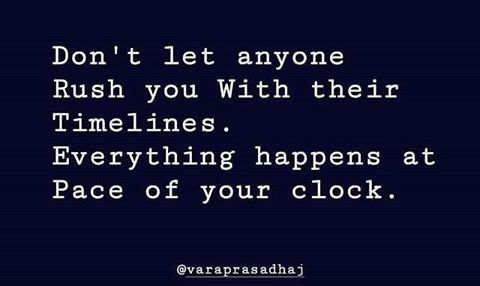 Don't let anyone
Rush you With their
Timelines.
Everything happens at
Pace of your clock.
@varaprasadhaj